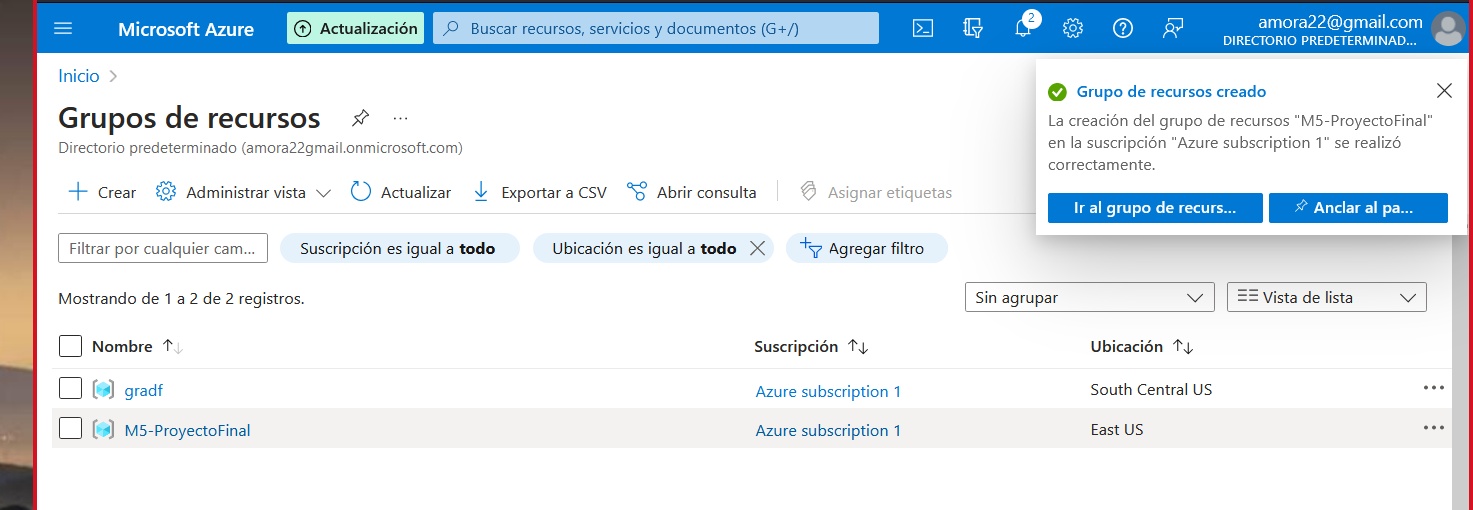 Microsoft Azure
Actualización
Buscar recursos, servicios y documentos (G+/)
2
amora22@gmail.com
DIRECTORIO PREDETERMINAD...
Inicio
Grupos de recursos
...
Directorio predeterminado (amora22gmail.onmicrosoft.com)
Grupo de recursos creado
La creación del grupo de recursos "M5-ProyectoFinal"
en la suscripción "Azure subscription 1" se realizó
correctamente.
Ir al grupo de recurs...
Anclar al pa...
Crear
Administrar vista
Actualizar
Exportar a CSV
Abrir consulta
Asignar etiquetas
Filtrar por cualquier cam...
Suscripción es igual a todo
Ubicación es igual a todo
Agregar filtro
Mostrando de 1 a 2 de 2 registros.
Sin agrupar
Vista de lista
Nombre
Suscripción
Ubicación
gradf
Azure subscription 1
South Central US
M5-ProyectoFinal
Azure subscription 1
East US